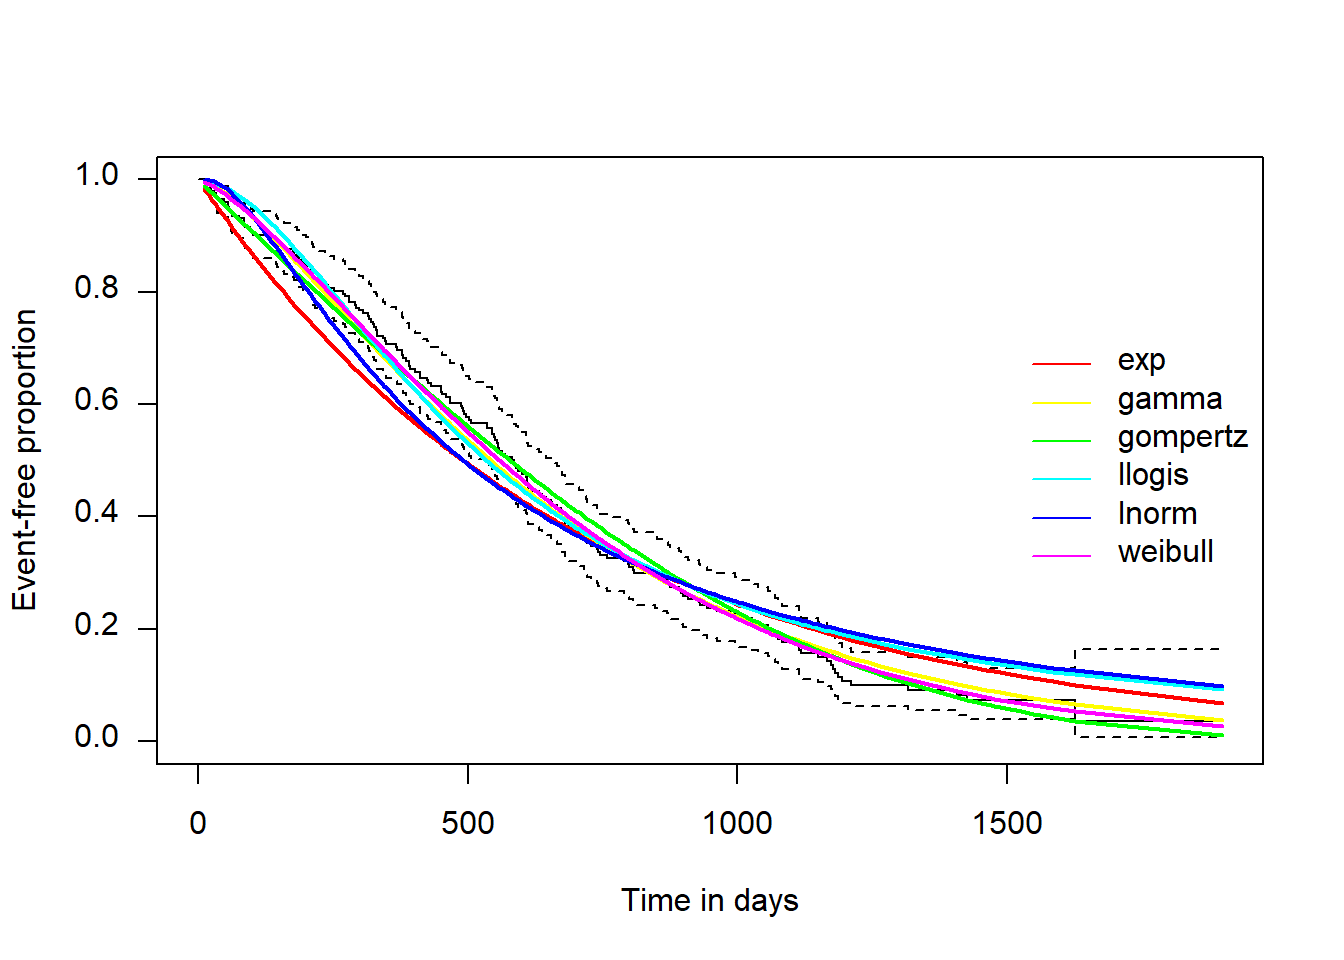 1.0
0.8
0.6
0.4
0.2
0.0
Event-free proportion
exp
gamma
gompertz
llogis
lnorm
weibull
0 500 1000 1500
Time in days